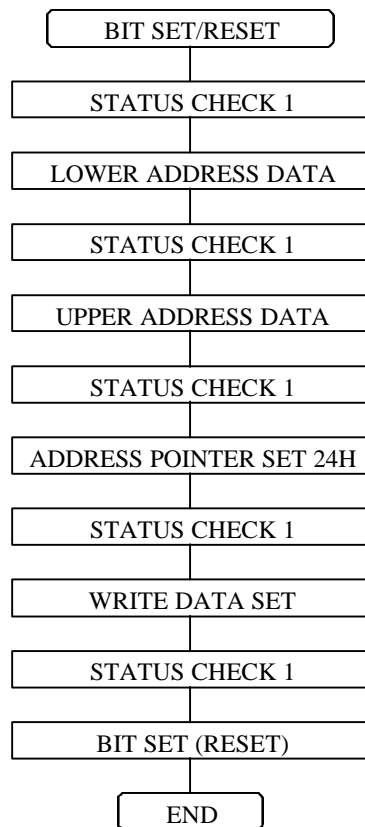 BIT SET/RESET
STATUS CHECK 1
LOWER ADDRESS DATA
STATUS CHECK 1
UPPER ADDRESS DATA
STATUS CHECK 1
ADDRESS POINTER SET 24H
STATUS CHECK 1
WRITE DATA SET
STATUS CHECK 1
BIT SET (RESET)
END